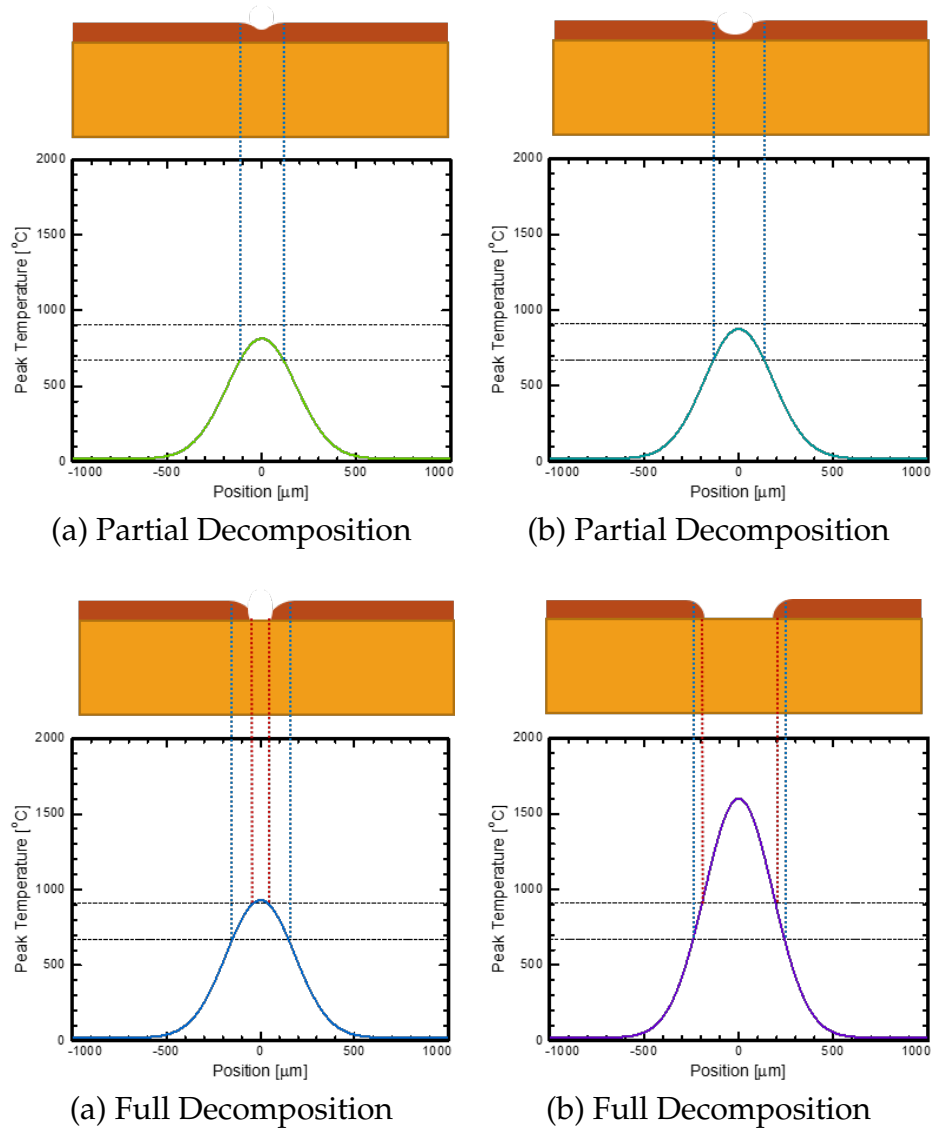 2000
1500
1000
500
0
Peak Temperature [°C]
-1000 -500 0 500 1000
Position [μm]
(a) Partial Decomposition
2000
1500
1000
500
0
Peak Temperature [°C]
-1000 -500 0 500 1000
Position [μm]
(b) Partial Decomposition
2000
1500
1000
500
0
Peak Temperature [°C]
-1000 -500 0 500 1000
Position [μm]
(a) Full Decomposition
2000
1500
1000
500
0
Peak Temperature [°C]
-1000 -500 0 500 1000
Position [μm]
(b) Full Decomposition